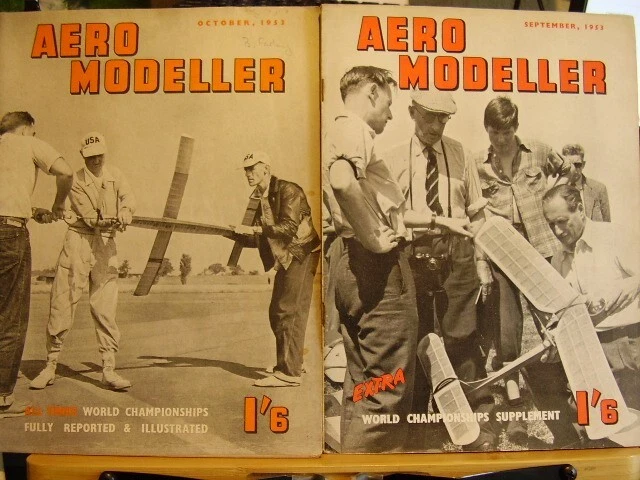 OCTOBER, 1953
AERO
MODELLER
USA
WORLD CHAMPIONSHIPS
FULLY REPORTED & ILLUSTRATED
1'6
SEPTEMBER, 1953
AERO
MODELLER
EXTRA
WORLD CHAMPIONSHIPS SUPPLEMENT
1'6